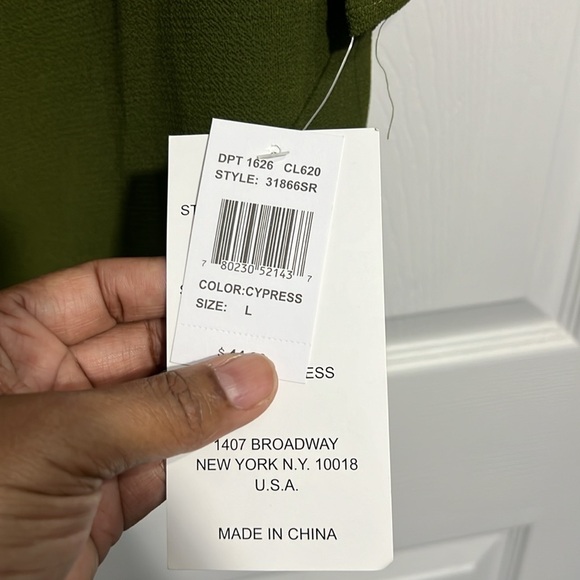 DPT 1626 CL620
STYLE: 31866SR
ST
7 80230 52143 7
COLOR:CYPRESS
SIZE: L
$
ESS
1407 BROADWAY
NEW YORK N.Y. 10018
U.S.A.
MADE IN CHINA